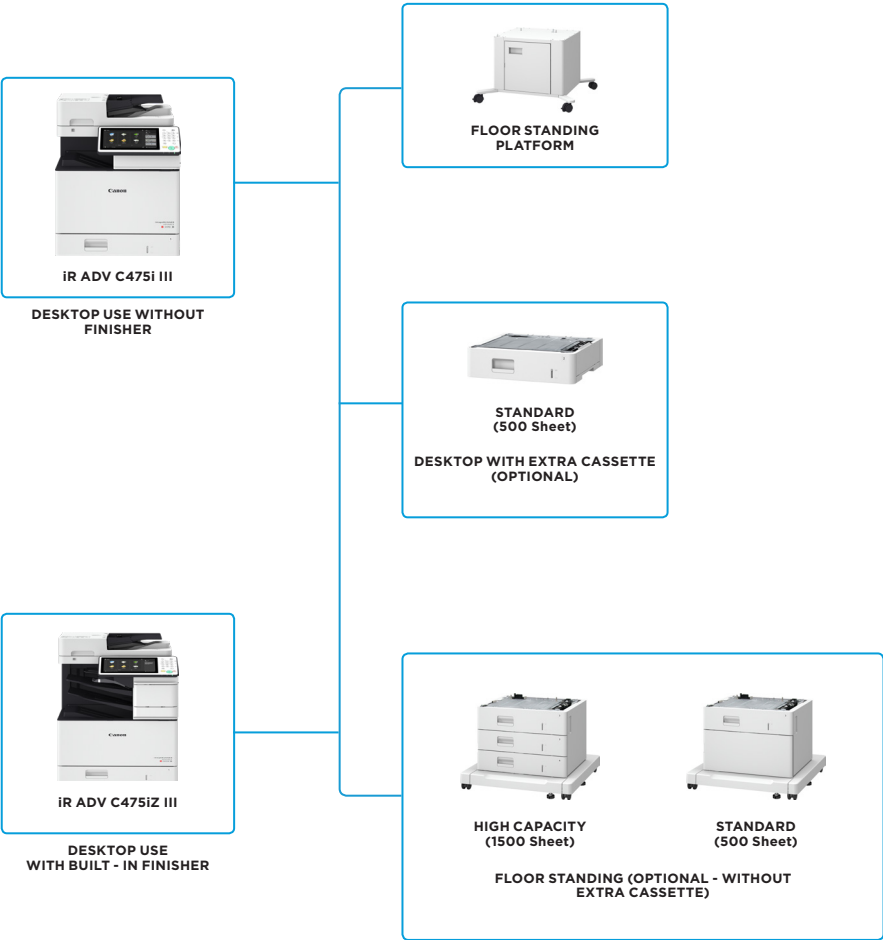 FLOOR STANDING
PLATFORM
Canon
iR ADV C475i III
DESKTOP USE WITHOUT
FINISHER
STANDARD
(500 Sheet)
DESKTOP WITH EXTRA CASSETTE
(OPTIONAL)
Canon
iR ADV C475iZ III
DESKTOP USE
WITH BUILT - IN FINISHER
HIGH CAPACITY
(1500 Sheet)
STANDARD
(500 Sheet)
FLOOR STANDING (OPTIONAL - WITHOUT
EXTRA CASSETTE)